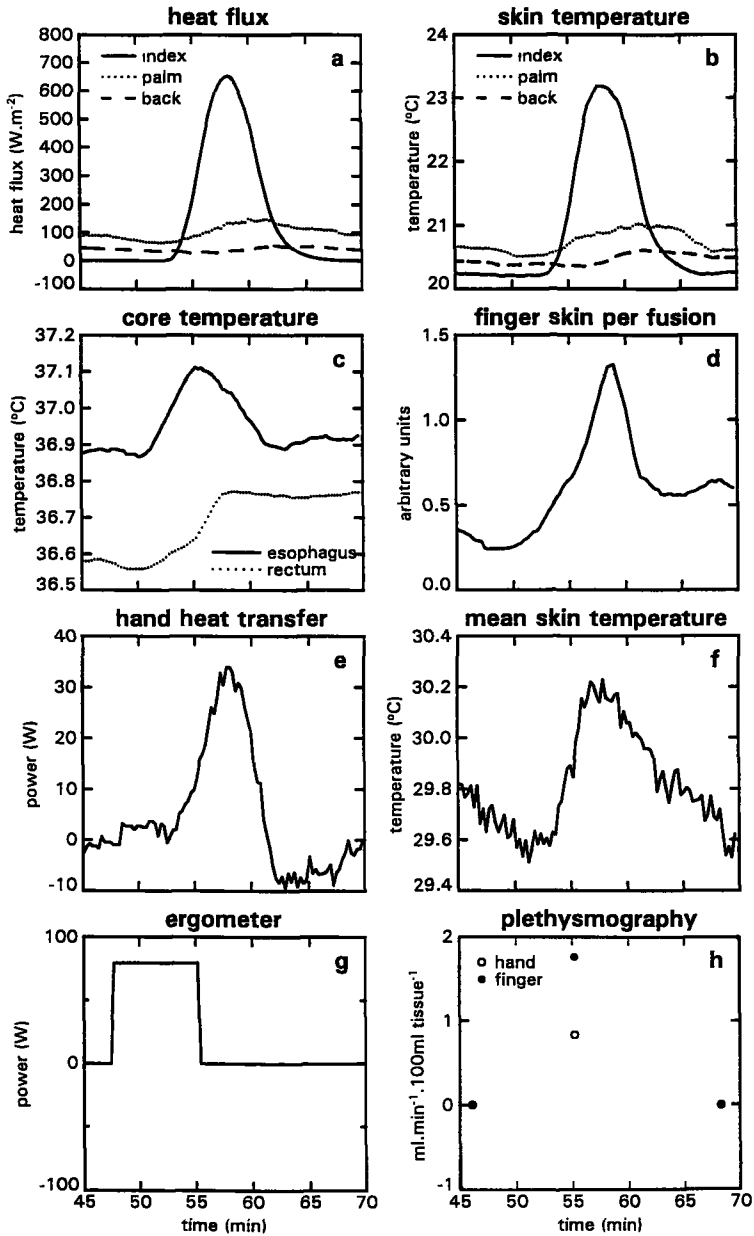 heat flux
800
700
600
500
400
300
200
100
0
-100
heat flux (W.m-2)
index
palm
back
a
skin temperature
24
23
22
21
20
temperature (°C)
index
palm
back
b
core temperature
37.2
37.1
37.0
36.9
36.8
36.7
36.6
36.5
temperature (°C)
c
esophagus
rectum
finger skin per fusion
1.5
1.0
0.5
0.0
arbitrary units
d
hand heat transfer
40
30
20
10
0
-10
power (W)
e
mean skin temperature
30.4
30.2
30.0
29.8
29.6
29.4
temperature (°C)
f
ergometer
100
0
-100
power (W)
g
45 50 55 60 65 70
time (min)
plethysmography
2
1
0
-1
ml.min-1.100ml tissue-1
hand
finger
h
45 50 55 60 65 70
time (min)